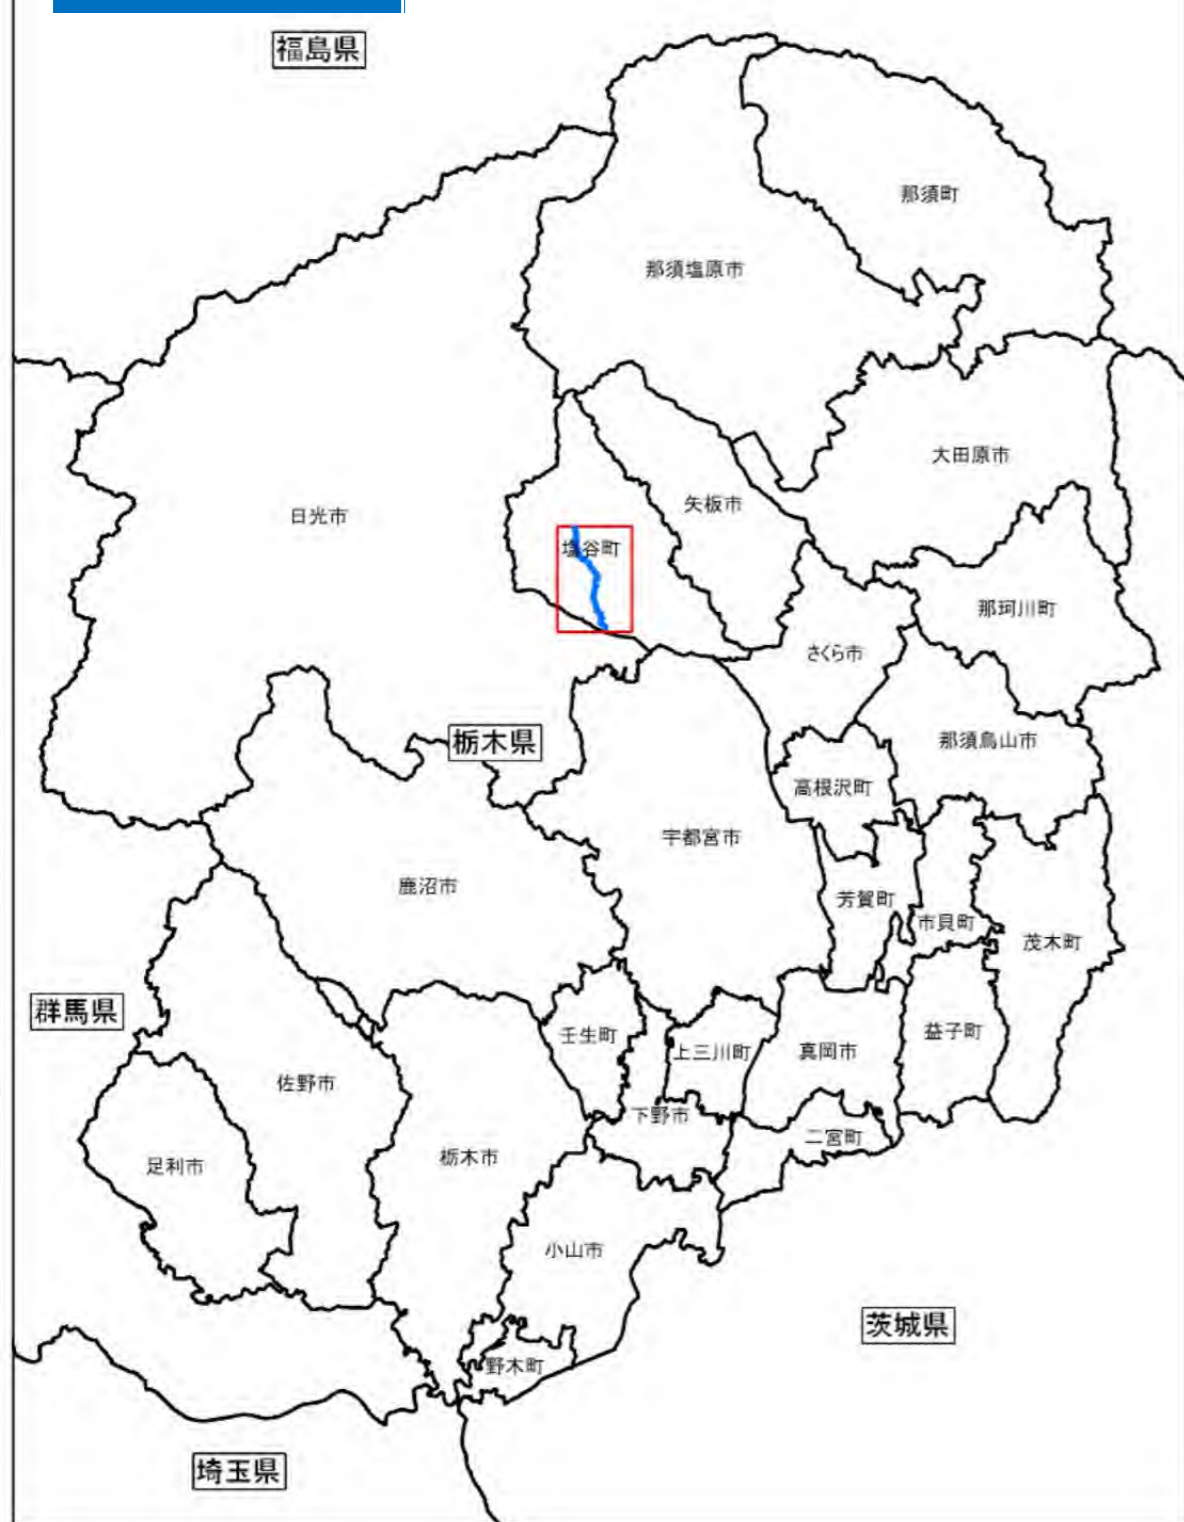 福島県
那須町
那須塩原市
大田原市
矢板市
日光市
塩谷町
那珂川町
さくら市
那須烏山市
栃木県
高根沢町
宇都宮市
鹿沼市
芳賀町
市貝町
茂木町
群馬県
益子町
壬生町
上三川町
真岡市
佐野市
下野市
二宮町
栃木市
足利市
小山市
茨城県
野木町
埼玉県